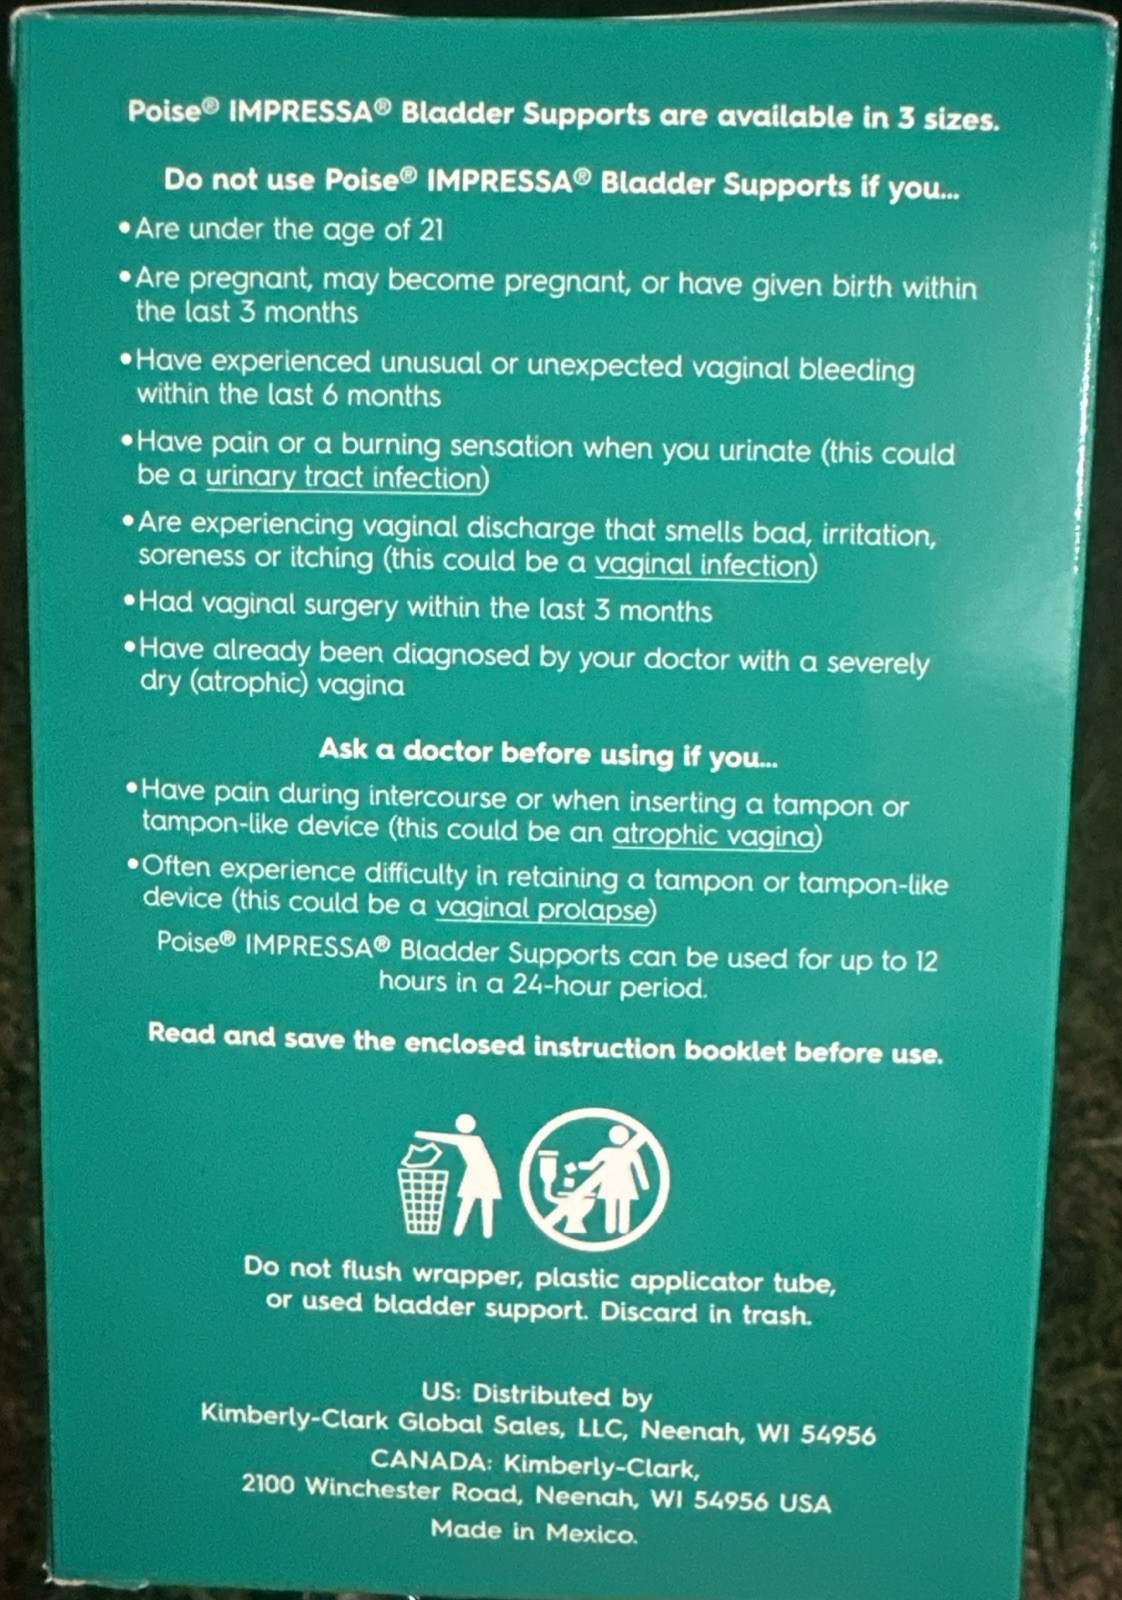 Poise® IMPRESSA® Bladder Supports are available in 3 sizes.
Do not use Poise® IMPRESSA® Bladder Supports if you...
•Are under the age of 21
•Are pregnant, may become pregnant, or have given birth within
the last 3 months
•Have experienced unusual or unexpected vaginal bleeding
within the last 6 months
•Have pain or a burning sensation when you urinate (this could
be a urinary tract infection)
•Are experiencing vaginal discharge that smells bad, irritation,
soreness or itching (this could be a vaginal infection)
•Had vaginal surgery within the last 3 months
•Have already been diagnosed by your doctor with a severely
dry (atrophic) vagina
Ask a doctor before using if you...
•Have pain during intercourse or when inserting a tampon or
tampon-like device (this could be an atrophic vagina)
•Often experience difficulty in retaining a tampon or tampon-like
device (this could be a vaginal prolapse)
Poise® IMPRESSA® Bladder Supports can be used for up to 12
hours in a 24-hour period.
Read and save the enclosed instruction booklet before use.
Do not flush wrapper, plastic applicator tube,
or used bladder support. Discard in trash.
US: Distributed by
Kimberly-Clark Global Sales, LLC, Neenah, WI 54956
CANADA: Kimberly-Clark,
2100 Winchester Road, Neenah, WI 54956 USA
Made in Mexico.